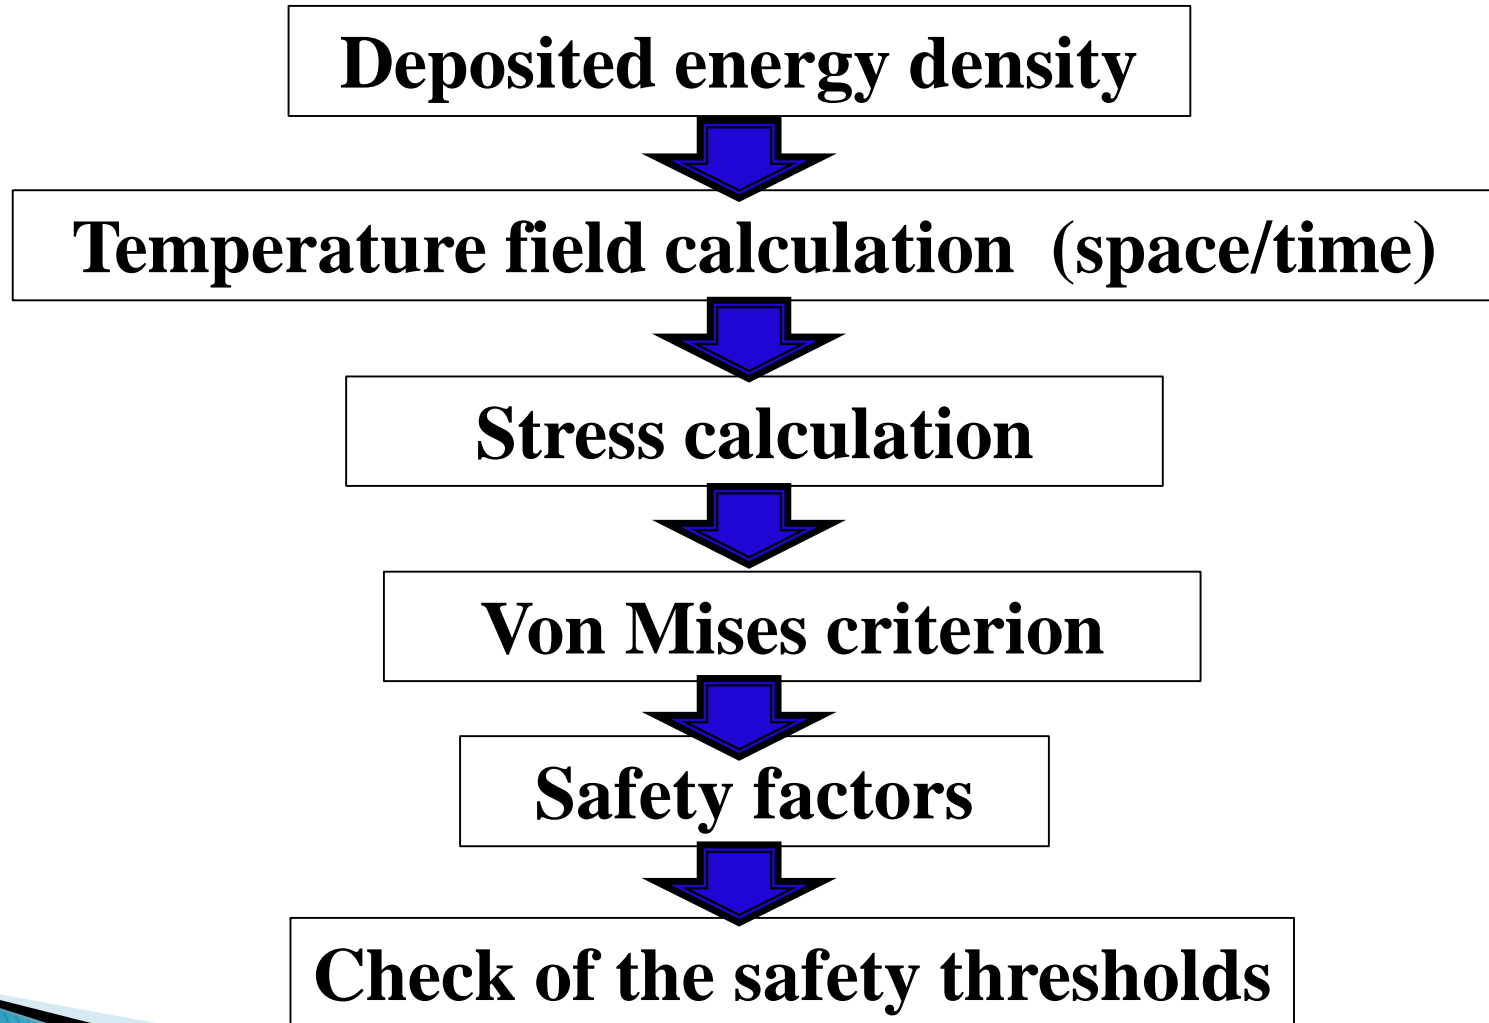 Deposited energy density
Temperature field calculation (space/time)
Stress calculation
Von Mises criterion
Safety factors
Check of the safety thresholds